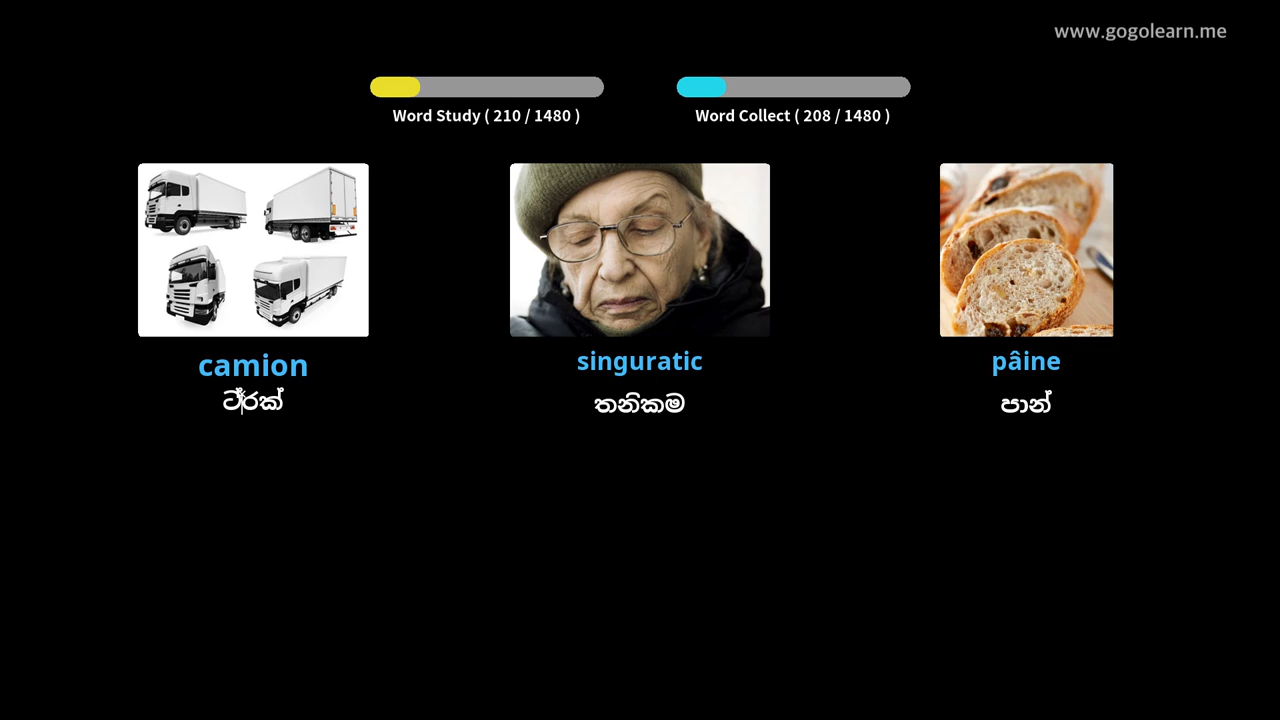 www.gogolearn.me
Word Study ( 210 / 1480 )
Word Collect ( 208 / 1480 )
camion
ට්‍රක්
singuratic
තනිකම
pâine
පාන්